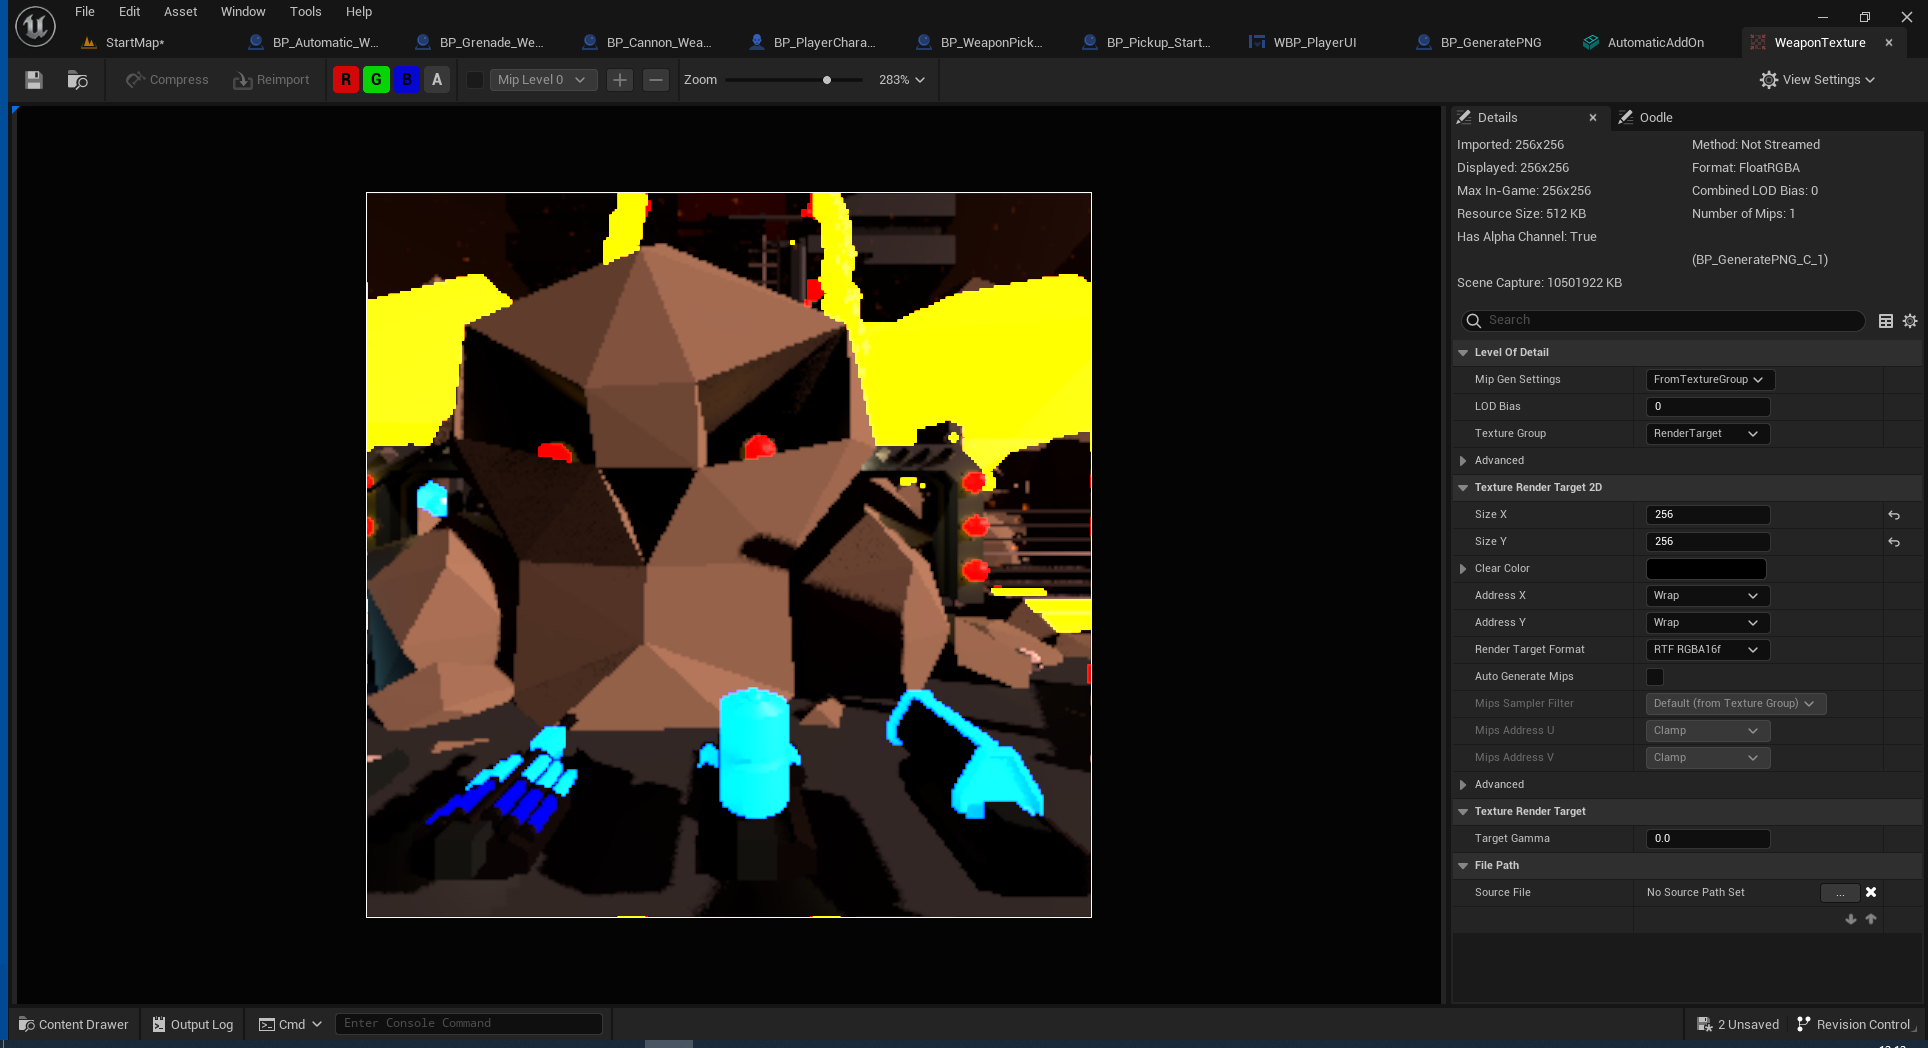 File Edit Asset Window Tools Help
StartMap* BP_Automatic_W... BP_Grenade_We... BP_Cannon_Wea... BP_PlayerChara... BP_WeaponPick... BP_Pickup_Start... WBP_PlayerUI BP_GeneratePNG AutomaticAddOn WeaponTexture
Compress Reimport R G B A Mip Level 0 Zoom 283% View Settings
Details Oodle
Imported: 256x256 Method: Not Streamed
Displayed: 256x256 Format: FloatRGBA
Max In-Game: 256x256 Combined LOD Bias: 0
Resource Size: 512 KB Number of Mips: 1
Has Alpha Channel: True
(BP_GeneratePNG_C_1)
Scene Capture: 10501922 KB
Search
Level Of Detail
Mip Gen Settings FromTextureGroup
LOD Bias 0
Texture Group RenderTarget
Advanced
Texture Render Target 2D
Size X 256
Size Y 256
Clear Color
Address X Wrap
Address Y Wrap
Render Target Format RTF RGBA16f
Auto Generate Mips
Mips Sampler Filter Default (from Texture Group)
Mips Address U Clamp
Mips Address V Clamp
Advanced
Texture Render Target
Target Gamma 0.0
File Path
Source File No Source Path Set ...
Content Drawer Output Log Cmd Enter Console Command 2 Unsaved Revision Control